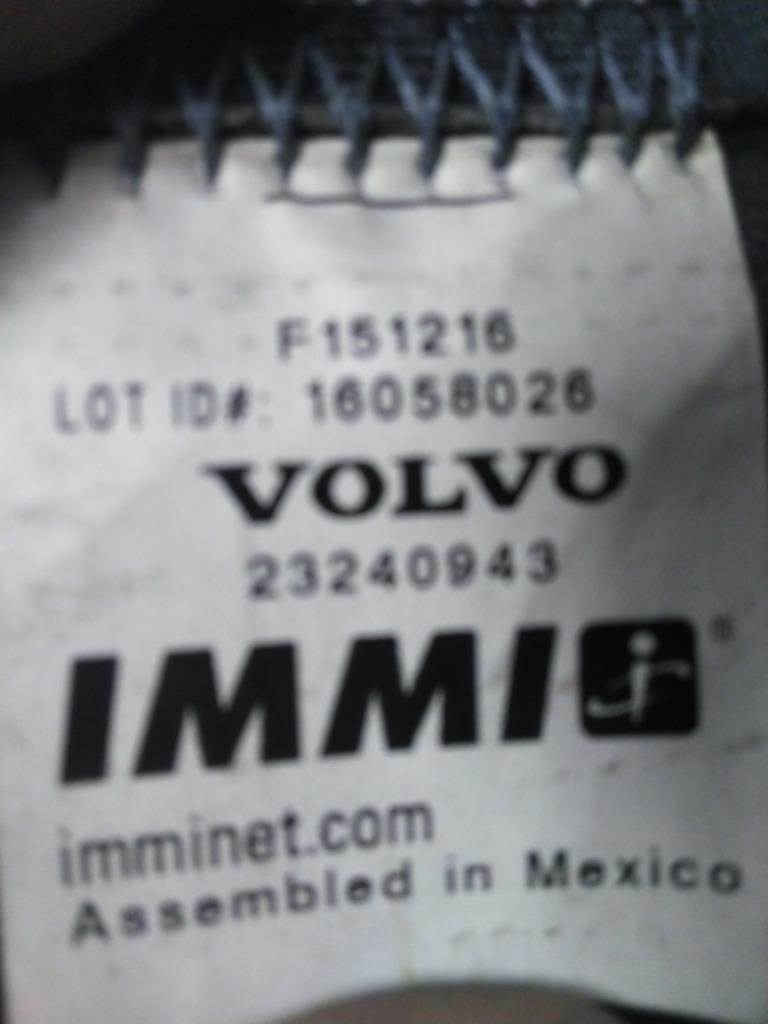 F151216
LOT ID#: 16058026
VOLVO
23240943
IMMI
imminet.com
Assembled in Mexico